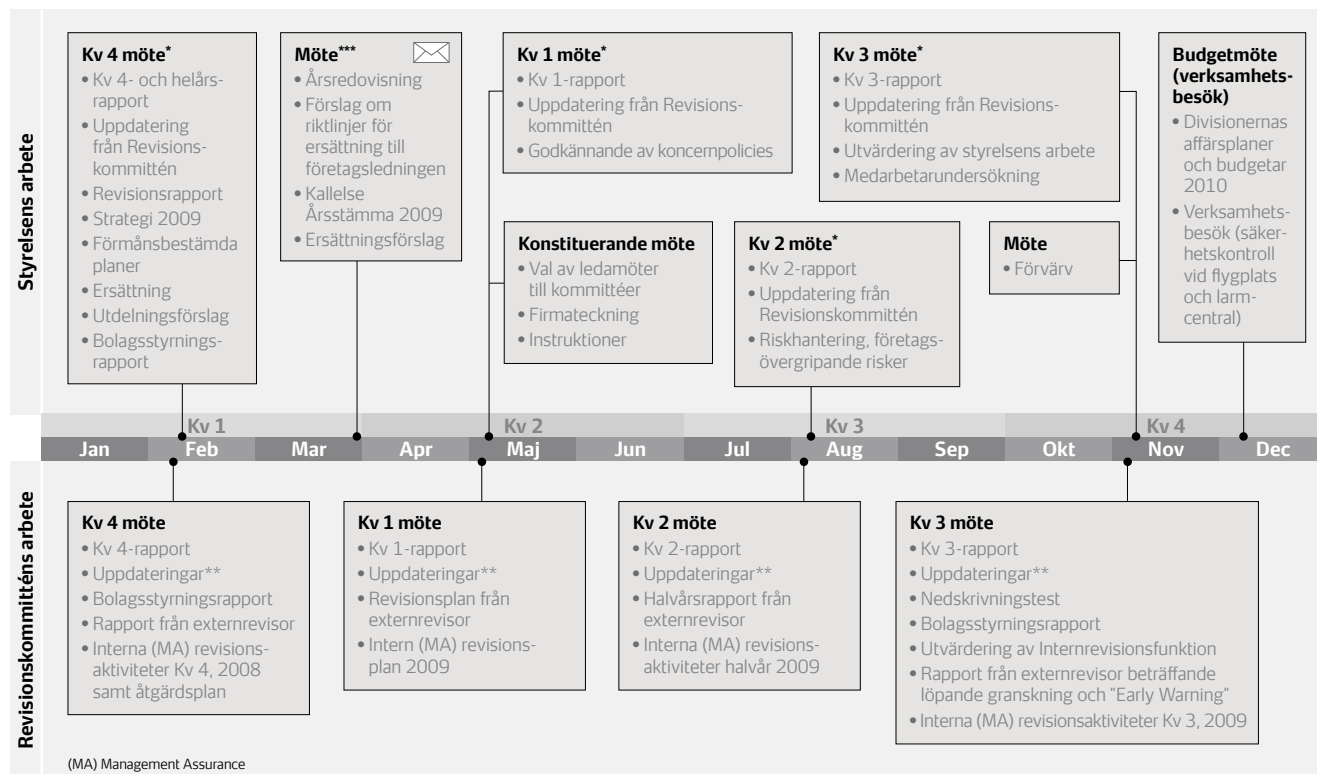 Styrelsens arbete
Kv 4 möte*
• Kv 4- och helårs-
rapport
• Uppdatering
från Revisions-
kommittén
• Revisionsrapport
• Strategi 2009
• Förmånsbestämda
planer
• Ersättning
• Utdelningsförslag
• Bolagsstyrnings-
rapport
Möte***
• Årsredovisning
• Förslag om
riktlinjer för
ersättning till
företagsledningen
• Kallelse
Årsstämma 2009
• Ersättningsförslag
Kv 1 möte*
• Kv 1-rapport
• Uppdatering från Revisions-
kommittén
• Godkännande av koncernpolicies
Konstituerande möte
• Val av ledamöter
till kommittéer
• Firmateckning
• Instruktioner
Kv 3 möte*
• Kv 3-rapport
• Uppdatering från Revisions-
kommittén
• Utvärdering av styrelsens arbete
• Medarbetarundersökning
Kv 2 möte*
• Kv 2-rapport
• Uppdatering från
Revisionskommittén
• Riskhantering, företags-
övergripande risker
Möte
• Förvärv
Budgetmöte
(verksamhets-
besök)
• Divisionernas
affärsplaner
och budgetar
2010
• Verksamhets-
besök (säker-
hetskontroll
vid flygplats
och larm-
central)
Kv 1 Kv 2 Kv 3 Kv 4
Jan Feb Mar Apr Maj Jun Jul Aug Sep Okt Nov Dec
Revisionskommitténs arbete
Kv 4 möte
• Kv 4-rapport
• Uppdateringar**
• Bolagsstyrningsrapport
• Rapport från externrevisor
• Interna (MA) revisions-
aktiviteter Kv 4, 2008
samt åtgärdsplan
Kv 1 möte
• Kv 1-rapport
• Uppdateringar**
• Revisionsplan från
externrevisor
• Intern (MA) revisions-
plan 2009
Kv 2 möte
• Kv 2-rapport
• Uppdateringar**
• Halvårsrapport från
externrevisor
• Interna (MA) revisions-
aktiviteter halvår 2009
Kv 3 möte
• Kv 3-rapport
• Uppdateringar**
• Nedskrivningstest
• Bolagsstyrningsrapport
• Utvärdering av Internrevisionsfunktion
• Rapport från externrevisor beträffande
löpande granskning och "Early Warning"
• Interna (MA) revisionsaktiviteter Kv 3, 2009
(MA) Management Assurance